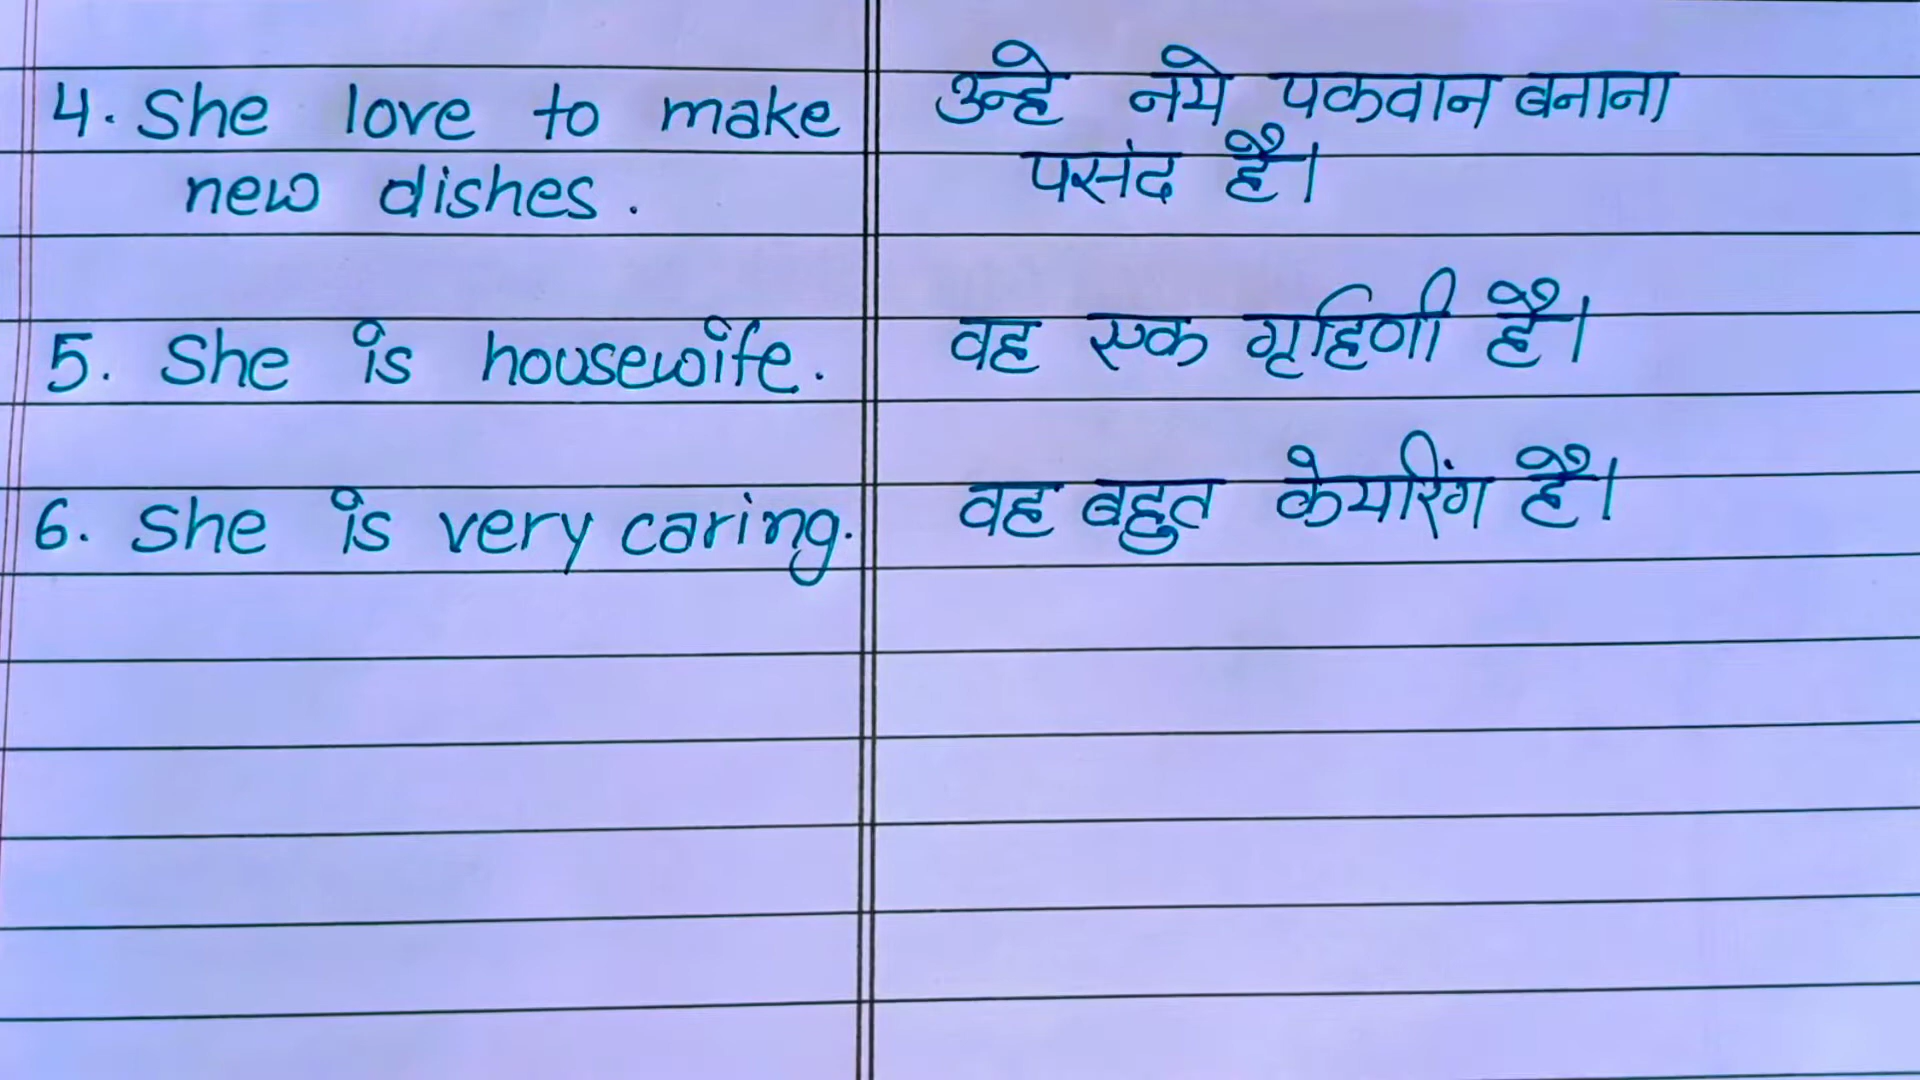 4. She love to make
new dishes.
उन्हे नये पकवान बनाना
पसंद है।
5. She is housewife.
वह एक गृहिणी है।
6. She is very caring.
वह बहुत केयरिंग है।